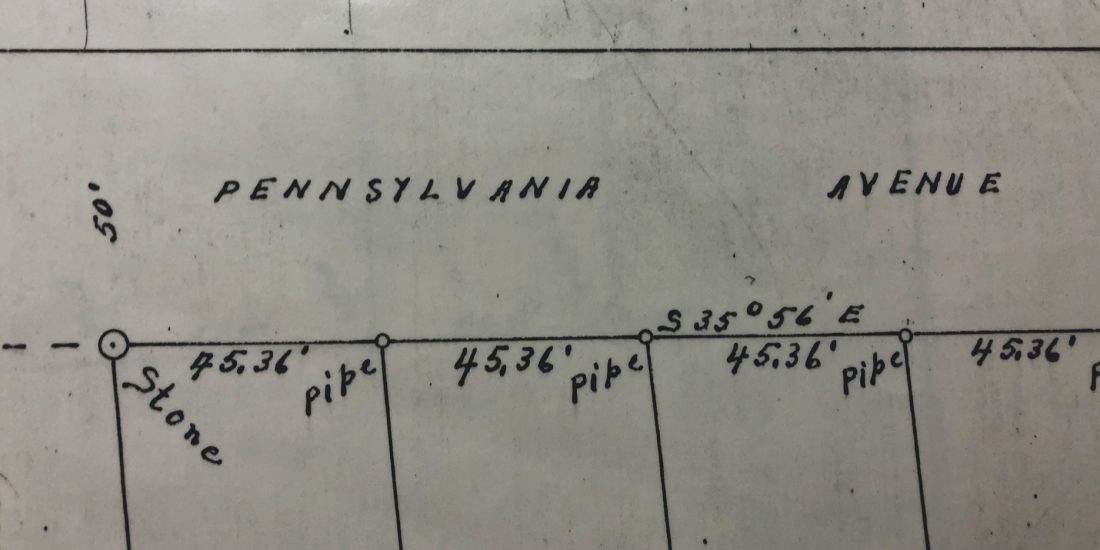 50'
PENNSYLVANIA AVENUE
S 35° 56' E
45.36' 45.36' 45.36' 45.36'
pipe pipe pipe
Stone